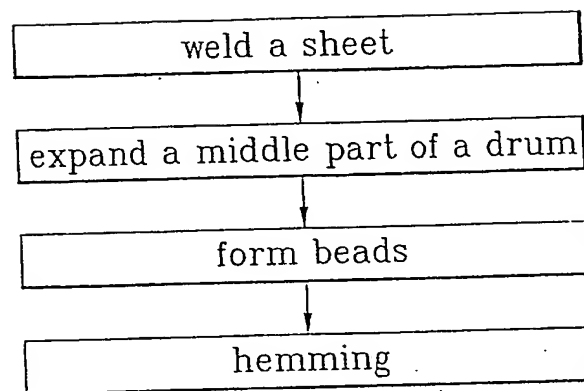 weld a sheet
expand a middle part of a drum
form beads
hemming